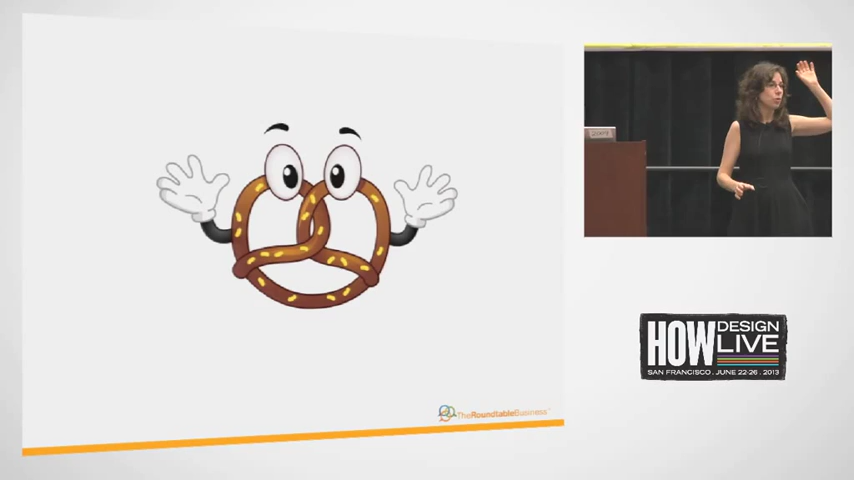 TheRoundtableBusiness
HOW DESIGN LIVE
SAN FRANCISCO . JUNE 22-26 . 2013